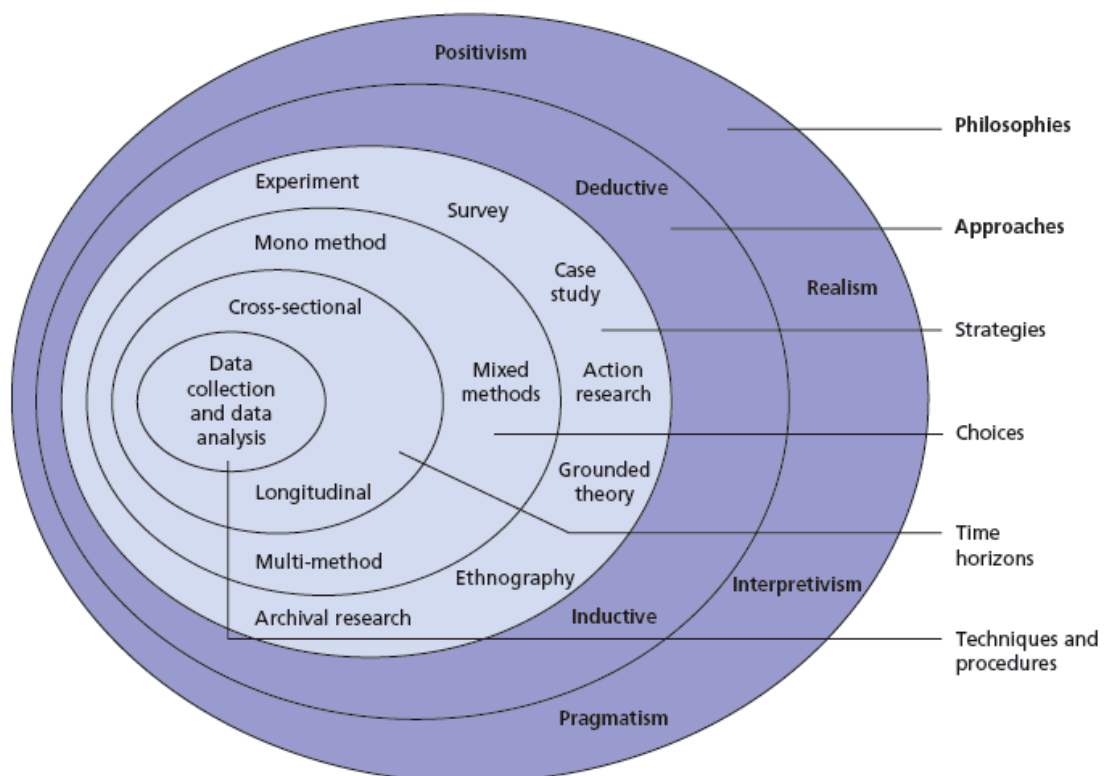 Positivism
Philosophies
Experiment
Deductive
Survey
Approaches
Mono method
Case
study
Realism
Cross-sectional
Strategies
Data
collection
and data
analysis
Mixed
methods
Action
research
Choices
Grounded
theory
Longitudinal
Time
horizons
Multi-method
Ethnography
Interpretivism
Archival research
Inductive
Techniques and
procedures
Pragmatism